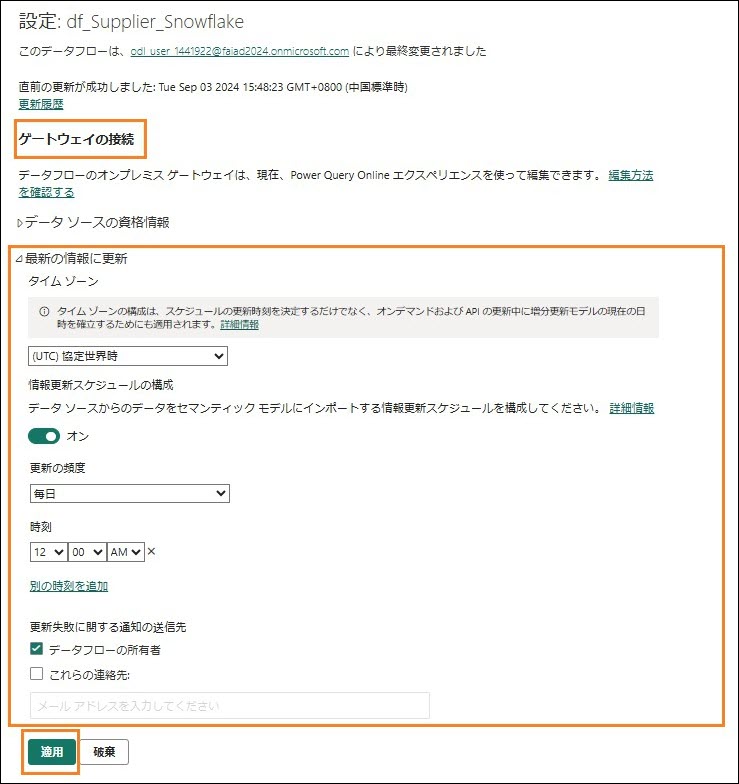 設定: df_Supplier_Snowflake
このデータフローは、odl_user_1441922@faiad2024.onmicrosoft.com により最終変更されました
直前の更新が成功しました: Tue Sep 03 2024 15:48:23 GMT+0800 (中国標準時)
更新履歴
ゲートウェイの接続
データフローのオンプレミス ゲートウェイは、現在、Power Query Online エクスペリエンスを使って編集できます。 編集方法
を確認する
データ ソースの資格情報
最新の情報に更新
タイム ゾーン
タイム ゾーンの構成は、スケジュールの更新時刻を決定するだけでなく、オンデマンドおよび API の更新中に増分更新モデルの現在の日
時を確立するためにも適用されます。詳細情報
(UTC) 協定世界時
情報更新スケジュールの構成
データ ソースからのデータをセマンティック モデルにインポートする情報更新スケジュールを構成してください。 詳細情報
オン
更新の頻度
毎日
時刻
12 00 AM ×
別の時刻を追加
更新失敗に関する通知の送信先
データフローの所有者
これらの連絡先:
メール アドレスを入力してください
適用 破棄